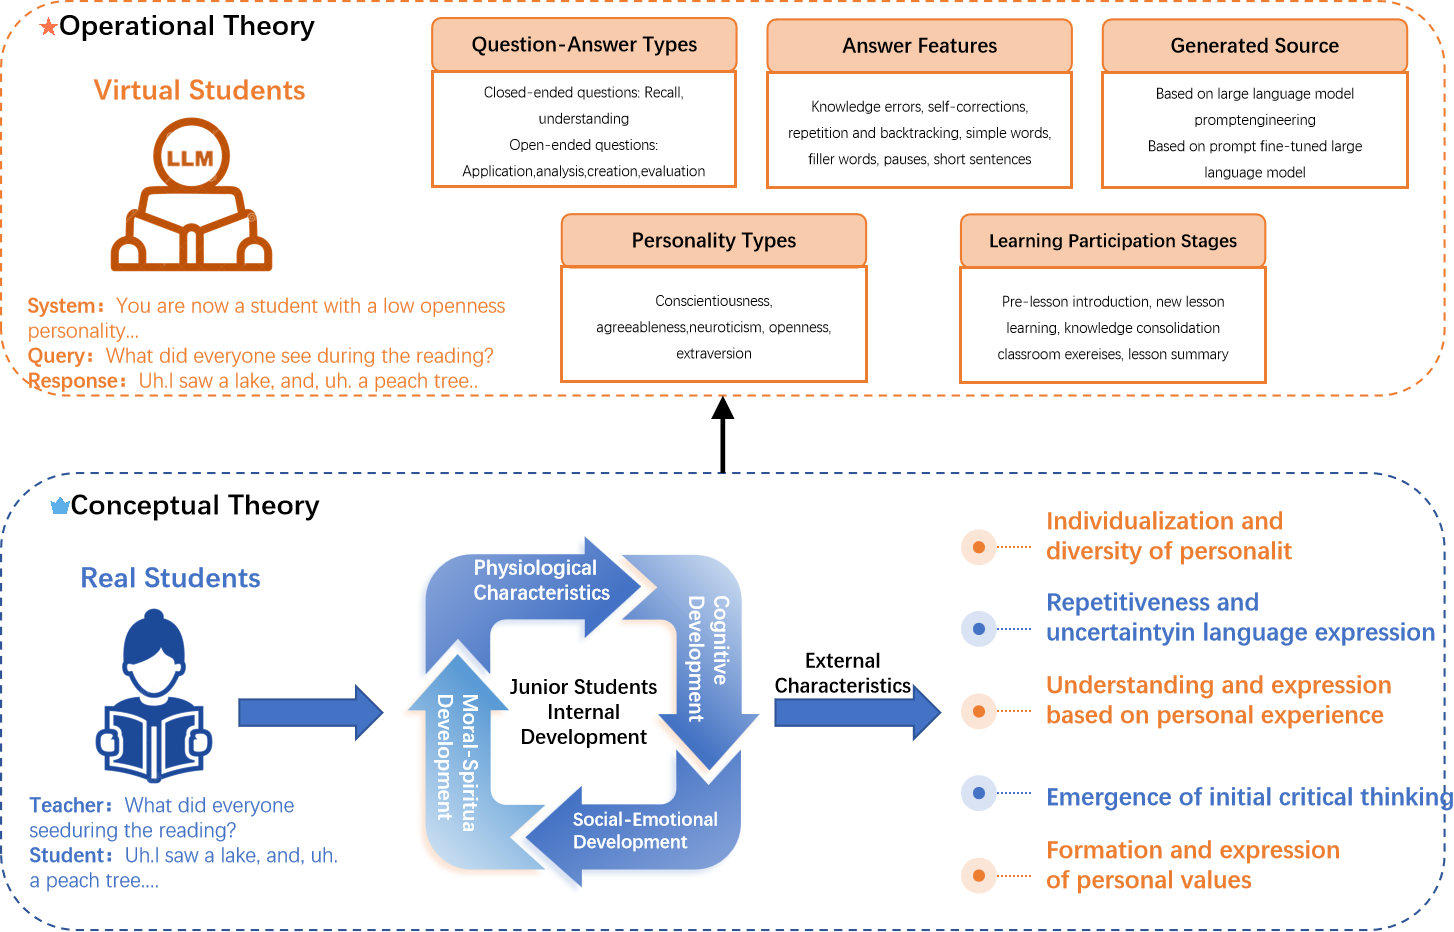 Operational Theory
Virtual Students
LLM
System： You are now a student with a low openness
personality...
Query： What did everyone see during the reading?
Response： Uh.I saw a lake, and, uh. a peach tree..
Question-Answer Types
Closed-ended questions: Recall,
understanding
Open-ended questions:
Application,analysis,creation,evaluation
Answer Features
Knowledge errors, self-corrections,
repetition and backtracking, simple words,
filler words, pauses, short sentences
Generated Source
Based on large language model
promptengineering
Based on prompt fine-tuned large
language model
Personality Types
Conscientiousness,
agreeableness,neuroticism, openness,
extraversion
Learning Participation Stages
Pre-lesson introduction, new lesson
learning, knowledge consolidation
classroom exereises, lesson summary
Conceptual Theory
Real Students
Teacher： What did everyone
seeduring the reading?
Student： Uh.I saw a lake, and, uh.
a peach tree....
Physiological
Characteristics
Cognitive
Development
Social-Emotional
Development
Moral-Spiritua
Development
Junior Students
Internal
Development
External
Characteristics
Individualization and
diversity of personalit
Repetitiveness and
uncertaintyin language expression
Understanding and expression
based on personal experience
Emergence of initial critical thinking
Formation and expression
of personal values